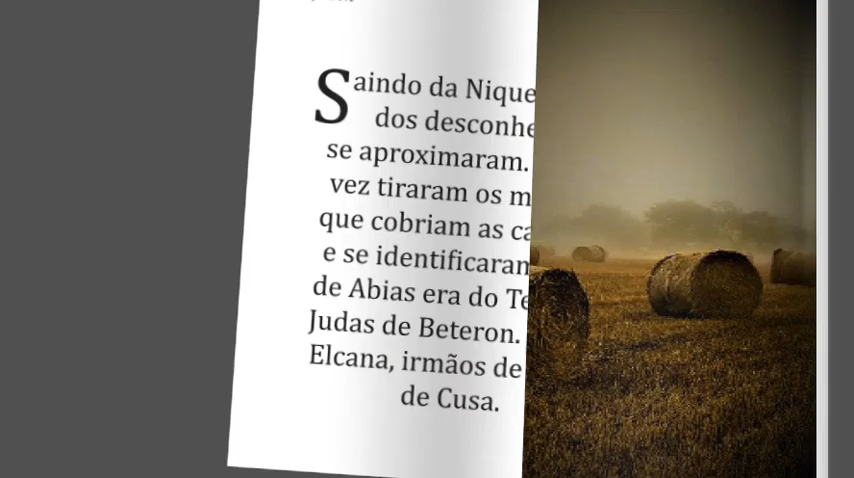 Saindo da Nique
dos desconhe
se aproximaram.
vez tiraram os m
que cobriam as ca
e se identificaram
de Abias era do Te
Judas de Beteron.
Elcana, irmãos de
de Cusa.